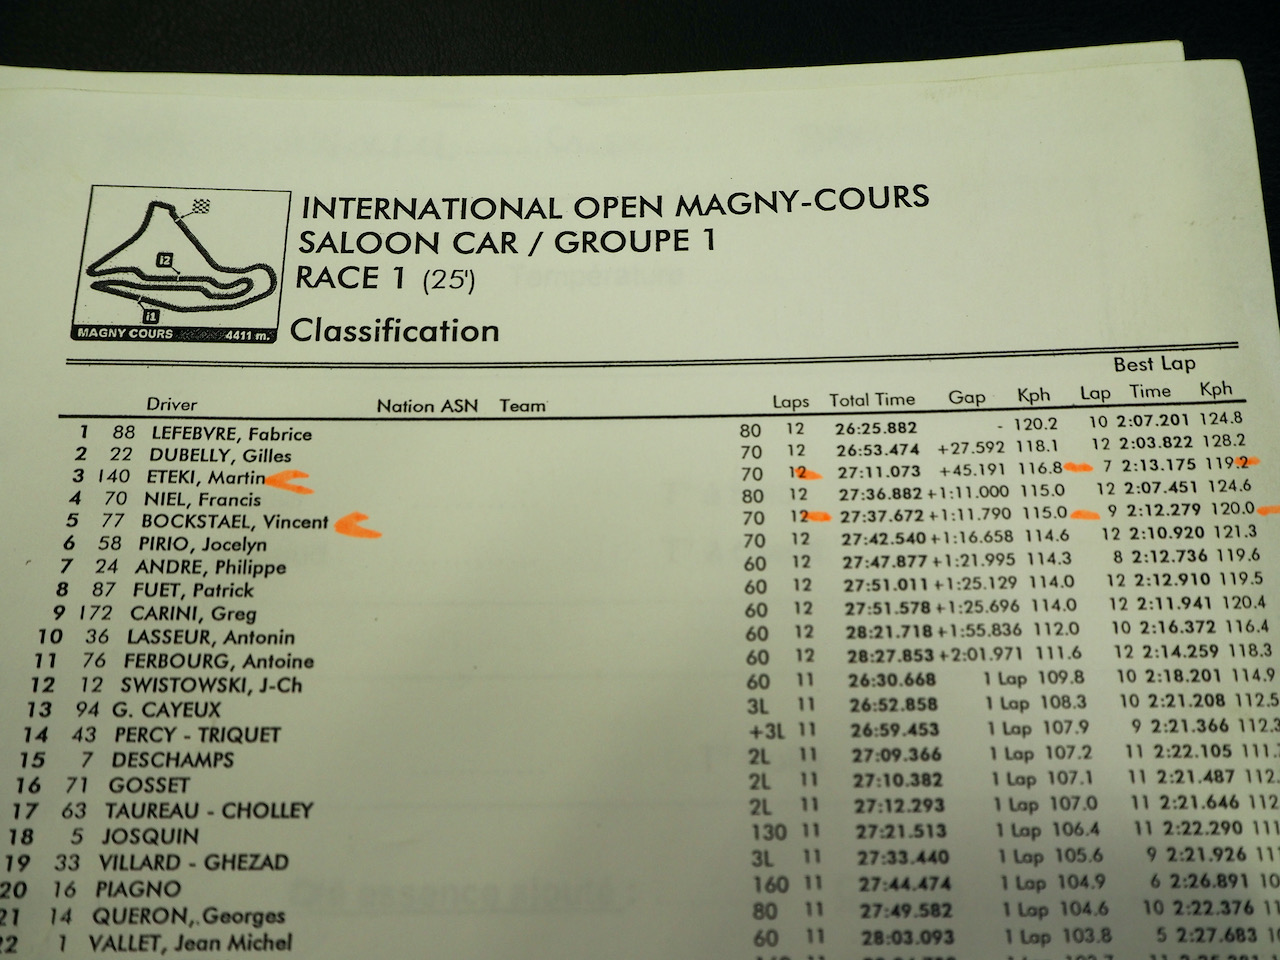 i2
i1
MAGNY COURS 4411 m.
INTERNATIONAL OPEN MAGNY-COURS
SALOON CAR / GROUPE 1
RACE 1 (25')
Classification
Best Lap
Driver Nation ASN Team Laps Total Time Gap Kph Lap Time Kph
1 88 LEFEBVRE, Fabrice 80 12 26:25.882 - 120.2 10 2:07.201 124.8
2 22 DUBELLY, Gilles 70 12 26:53.474 +27.592 118.1 12 2:03.822 128.2
3 140 ETEKI, Martin 70 12 27:11.073 +45.191 116.8 7 2:13.175 119.2
4 70 NIEL, Francis 80 12 27:36.882 +1:11.000 115.0 12 2:07.451 124.6
5 77 BOCKSTAEL, Vincent 70 12 27:37.672 +1:11.790 115.0 9 2:12.279 120.0
6 58 PIRIO, Jocelyn 70 12 27:42.540 +1:16.658 114.6 12 2:10.920 121.3
7 24 ANDRE, Philippe 60 12 27:47.877 +1:21.995 114.3 8 2:12.736 119.6
8 87 FUET, Patrick 60 12 27:51.011 +1:25.129 114.0 12 2:12.910 119.5
9 172 CARINI, Greg 60 12 27:51.578 +1:25.696 114.0 12 2:11.941 120.4
10 36 LASSEUR, Antonin 60 12 28:21.718 +1:55.836 112.0 10 2:16.372 116.4
11 76 FERBOURG, Antoine 60 12 28:27.853 +2:01.971 111.6 12 2:14.259 118.3
12 12 SWISTOWSKI, J-Ch 60 11 26:30.668 1 Lap 109.8 10 2:18.201 114.9
13 94 G. CAYEUX 3L 11 26:52.858 1 Lap 108.3 10 2:21.208 112.5
14 43 PERCY - TRIQUET +3L 11 26:59.453 1 Lap 107.9 9 2:21.366 112.3
15 7 DESCHAMPS 2L 11 27:09.366 1 Lap 107.2 11 2:22.105 111.
16 71 GOSSET 2L 11 27:10.382 1 Lap 107.1 11 2:21.487 112.
17 63 TAUREAU - CHOLLEY 2L 11 27:12.293 1 Lap 107.0 11 2:21.646 112
18 5 JOSQUIN 130 11 27:21.513 1 Lap 106.4 11 2:22.290 111
19 33 VILLARD - GHEZAD 3L 11 27:33.440 1 Lap 105.6 9 2:21.926 11
20 16 PIAGNO 160 11 27:44.474 1 Lap 104.9 6 2:26.891 10
21 14 QUERON, Georges 80 11 27:49.582 1 Lap 104.6 10 2:22.376 11
22 1 VALLET, Jean Michel 60 11 28:03.093 1 Lap 103.8 5 2:27.683 10